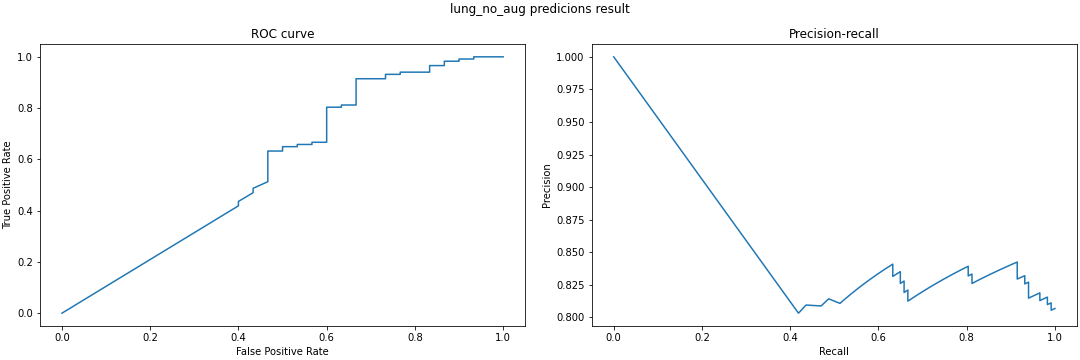 lung_no_aug predicions result
ROC curve
True Positive Rate
1.0
0.8
0.6
0.4
0.2
0.0
0.0 0.2 0.4 0.6 0.8 1.0
False Positive Rate
Precision-recall
Precision
1.000
0.975
0.950
0.925
0.900
0.875
0.850
0.825
0.800
0.0 0.2 0.4 0.6 0.8 1.0
Recall